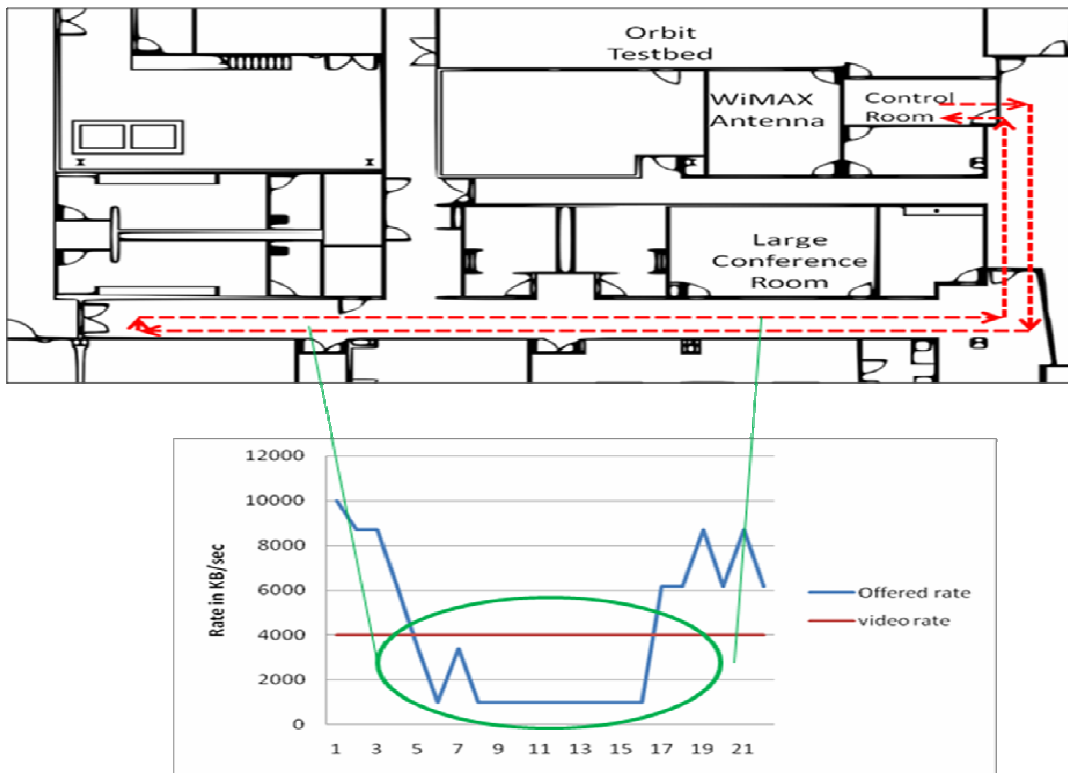 Orbit
Testbed
WiMAX
Antenna
Control
Room
Large
Conference
Room
12000
10000
8000
6000
4000
2000
0
Rate in KB/sec
1 3 5 7 9 11 13 15 17 19 21
Offered rate
video rate